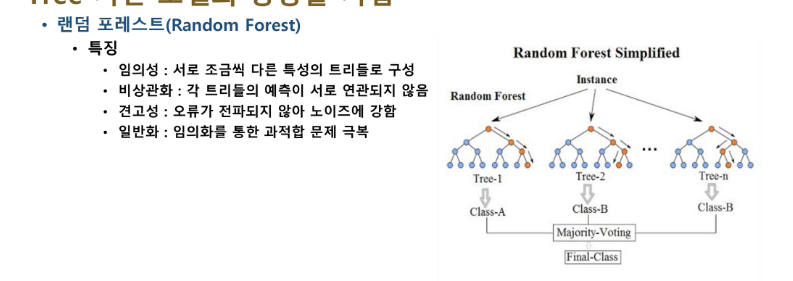 • 랜덤 포레스트(Random Forest)
• 특징
• 임의성 : 서로 조금씩 다른 특성의 트리들로 구성
• 비상관화 : 각 트리들의 예측이 서로 연관되지 않음
• 견고성 : 오류가 전파되지 않아 노이즈에 강함
• 일반화 : 임의화를 통한 과적합 문제 극복
Random Forest Simplified
Instance
Random Forest
...
Tree-1 Tree-2 Tree-n
Class-A Class-B Class-B
Majority-Voting
Final-Class